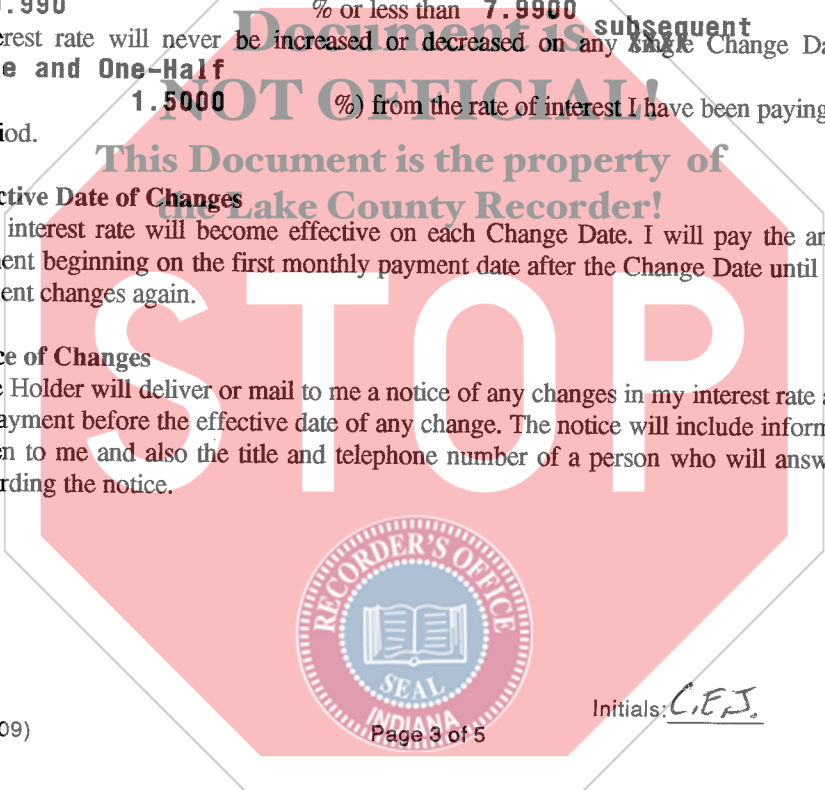 .990 % or less than 7.9900
Document is
subsequent
erest rate will never be increased or decreased on any single Change Da
e and One-Half
NOT OFFICIAL!
1.5000 %) from the rate of interest I have been paying
iod.
This Document is the property of
ctive Date of Changes
the Lake County Recorder!
interest rate will become effective on each Change Date. I will pay the an
ent beginning on the first monthly payment date after the Change Date until
ent changes again.
STOP
ce of Changes
Holder will deliver or mail to me a notice of any changes in my interest rate
ayment before the effective date of any change. The notice will include inform
n to me and also the title and telephone number of a person who will answ
rding the notice.
RECORDER'S OFFICE
SEAL
INDIANA
Initials: C.E.J.
09)
Page 3 of 5